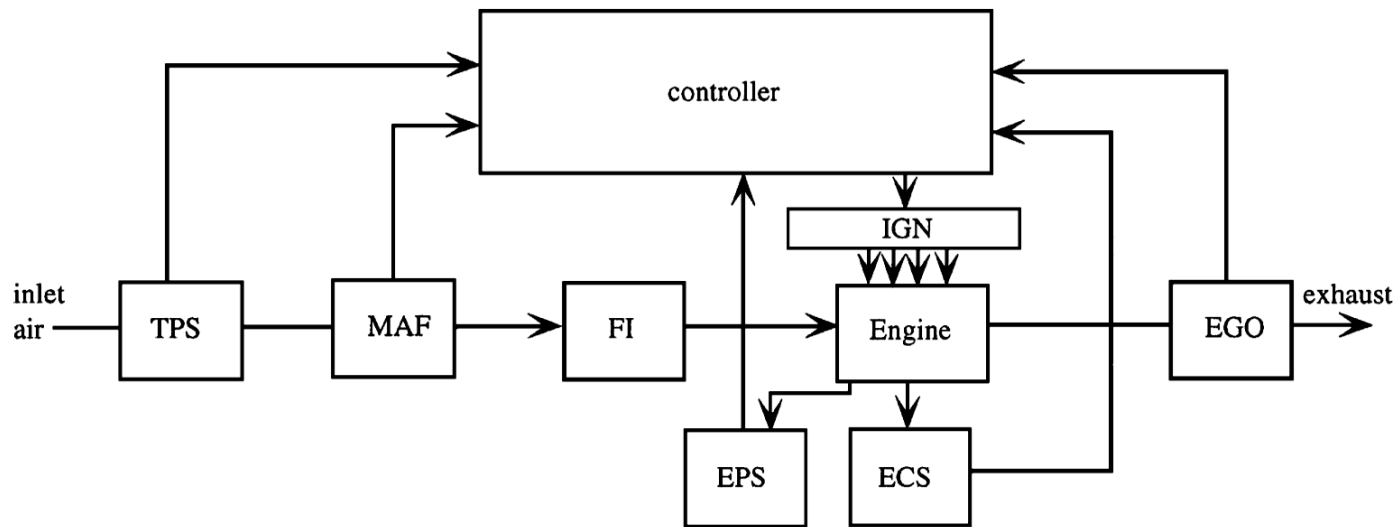 controller
IGN
inlet
air
TPS
MAF
FI
Engine
EGO
exhaust
EPS
ECS